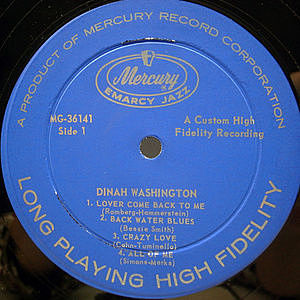 A PRODUCT OF MERCURY RECORD CORPORATION
Mercury
EMARCY JAZZ
MG-36141
Side 1
A Custom High
Fidelity Recording
DINAH WASHINGTON
1. LOVER COME BACK TO ME
(Romberg-Hammerstein)
2. BACK WATER BLUES
(Bessie Smith)
3. CRAZY LOVE
(Cahn-Tuminello)
4. ALL OF ME
(Simons-Marks)
LONG PLAYING HIGH FIDELITY